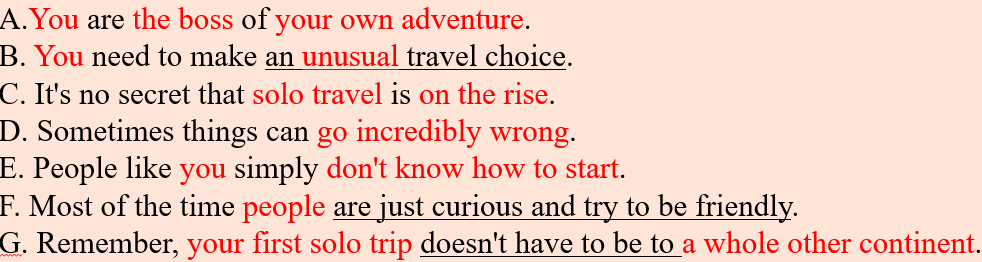 A.You are the boss of your own adventure.
B. You need to make an unusual travel choice.
C. It's no secret that solo travel is on the rise.
D. Sometimes things can go incredibly wrong.
E. People like you simply don't know how to start.
F. Most of the time people are just curious and try to be friendly.
G. Remember, your first solo trip doesn't have to be to a whole other continent.